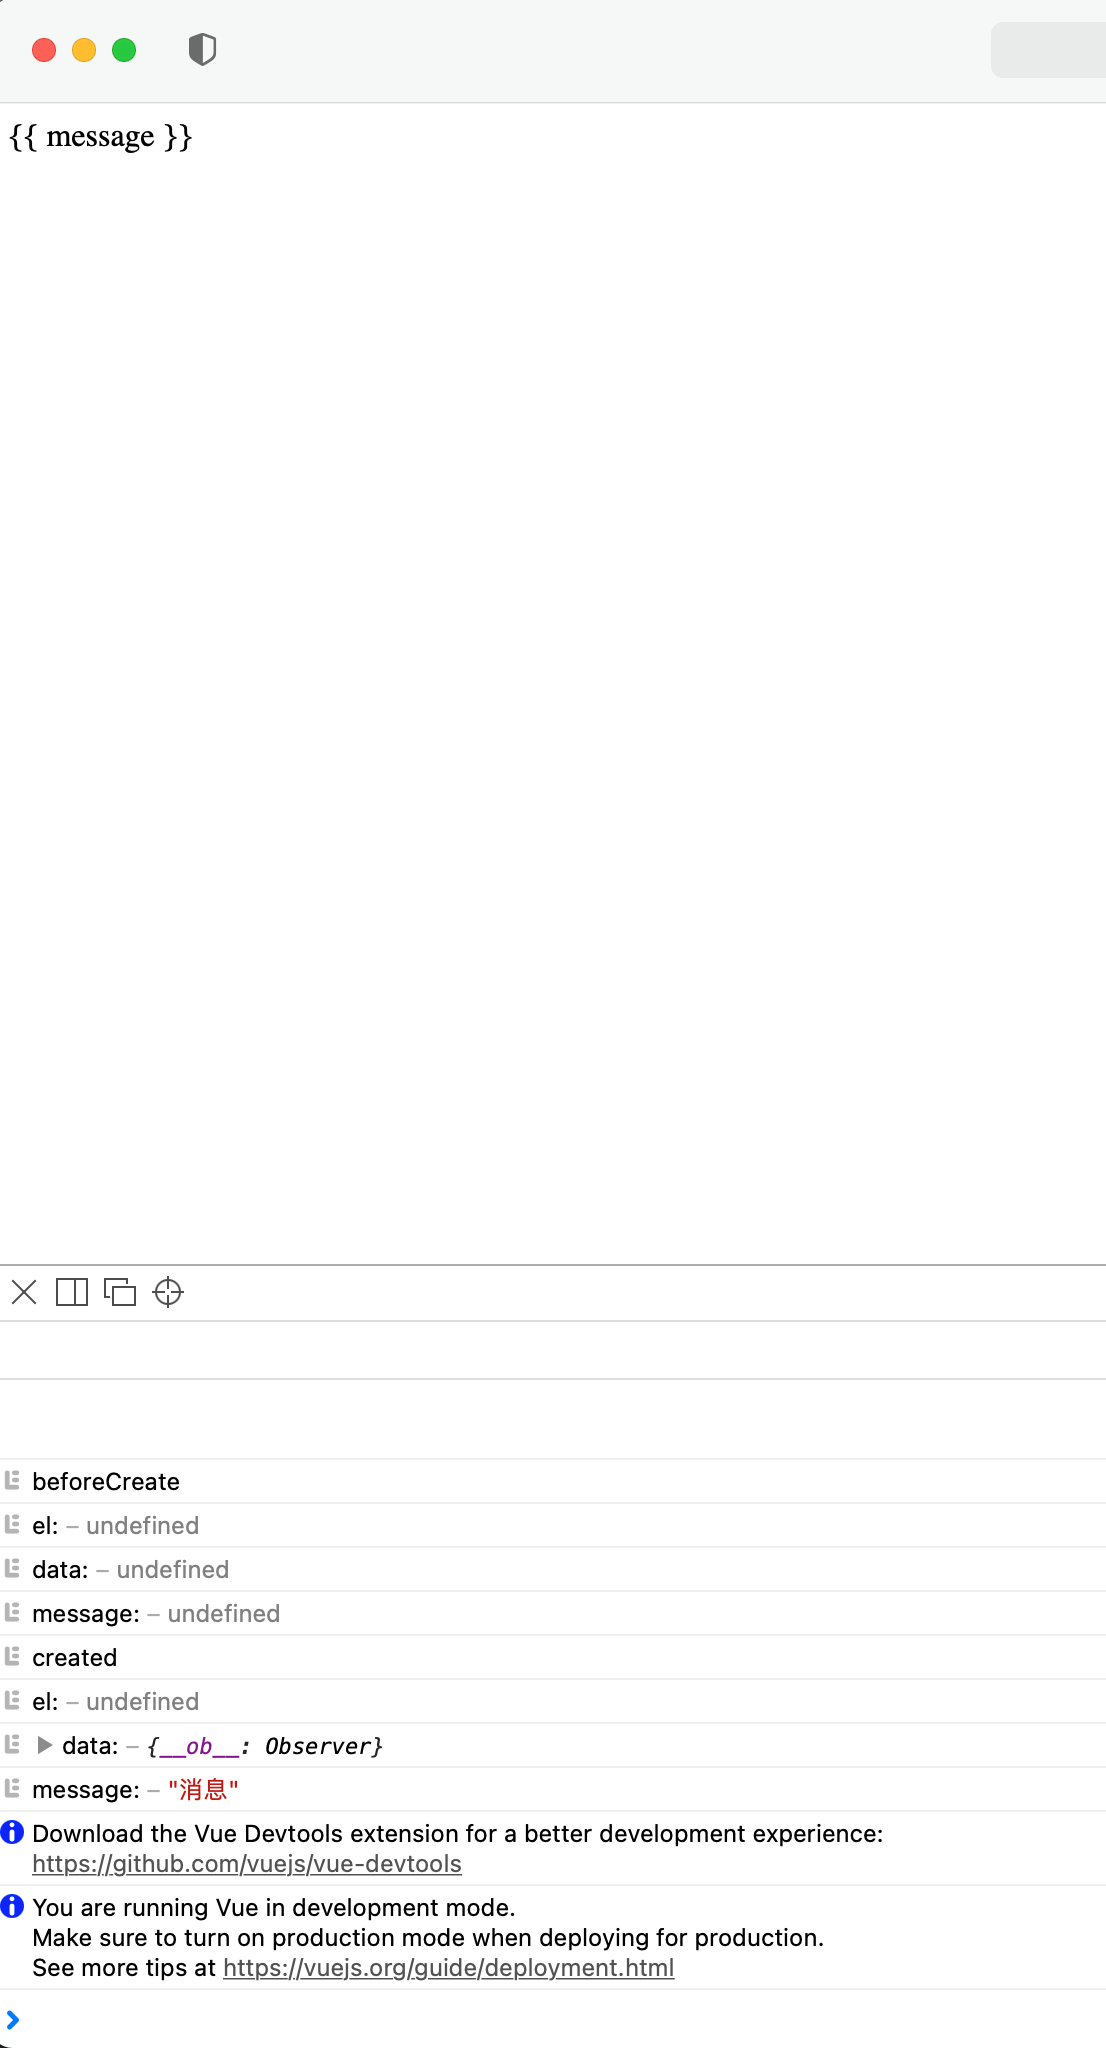 {{ message }}
beforeCreate
el: – undefined
data: – undefined
message: – undefined
created
el: – undefined
data: – {__ob__: Observer}
message: – "消息"
Download the Vue Devtools extension for a better development experience:
https://github.com/vuejs/vue-devtools
You are running Vue in development mode.
Make sure to turn on production mode when deploying for production.
See more tips at https://vuejs.org/guide/deployment.html